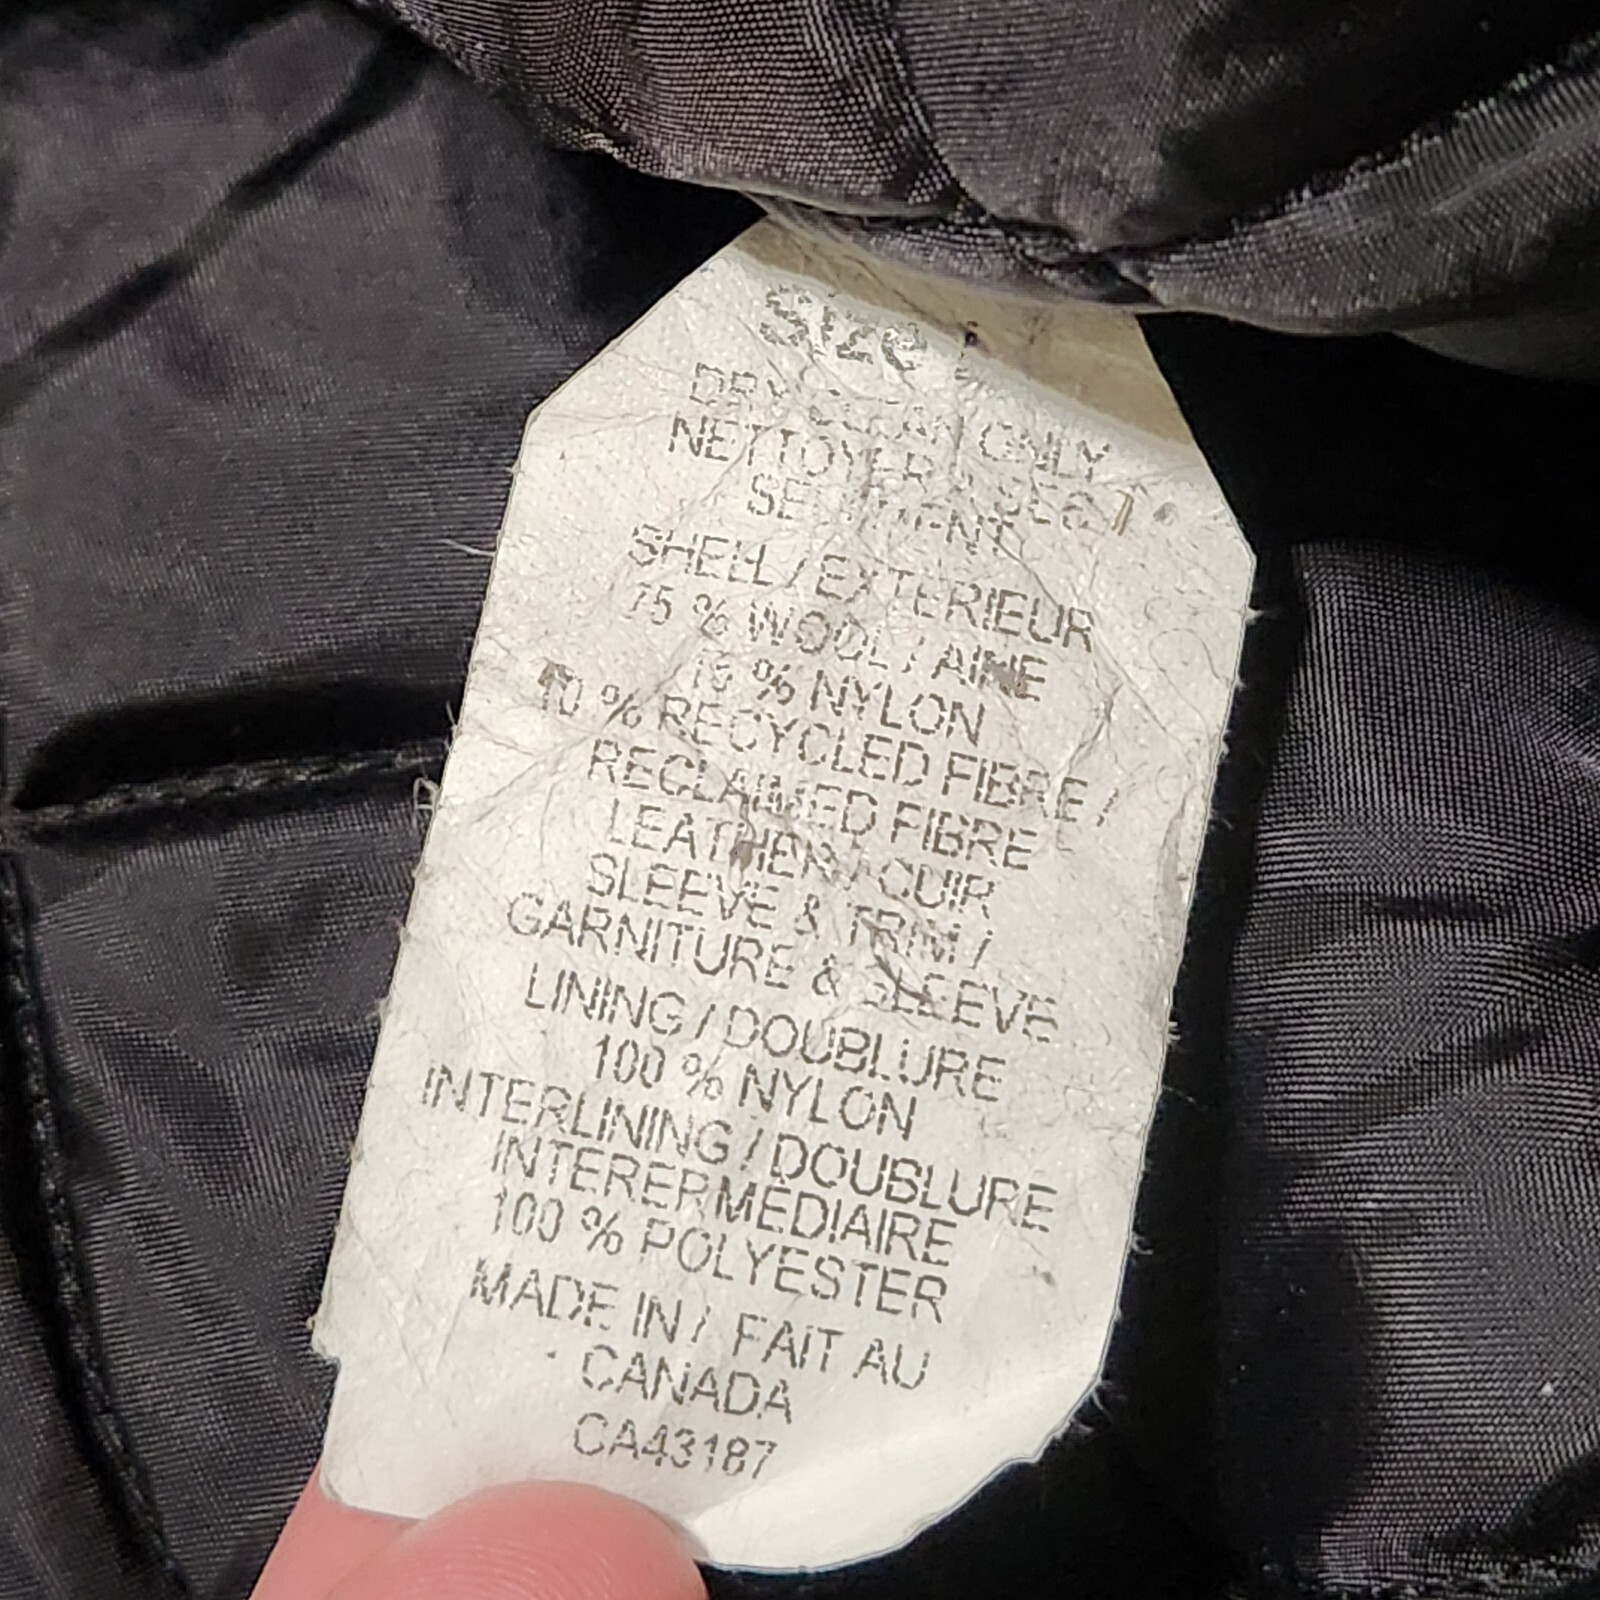 Size
DRY CLEAN ONLY
NETTOYER
SEULEMENT
SHELL / EXTERIEUR
75 % WOOL / AINE
15 % NYLON
10 % RECYCLED FIBRE /
RECLAIMED FIBRE
LEATHER / CUIR
SLEEVE & TRIM /
GARNITURE & SLEEVE
LINING / DOUBLURE
100 % NYLON
INTERLINING / DOUBLURE
INTERERMEDIAIRE
100 % POLYESTER
MADE IN / FAIT AU
CANADA
CA43187